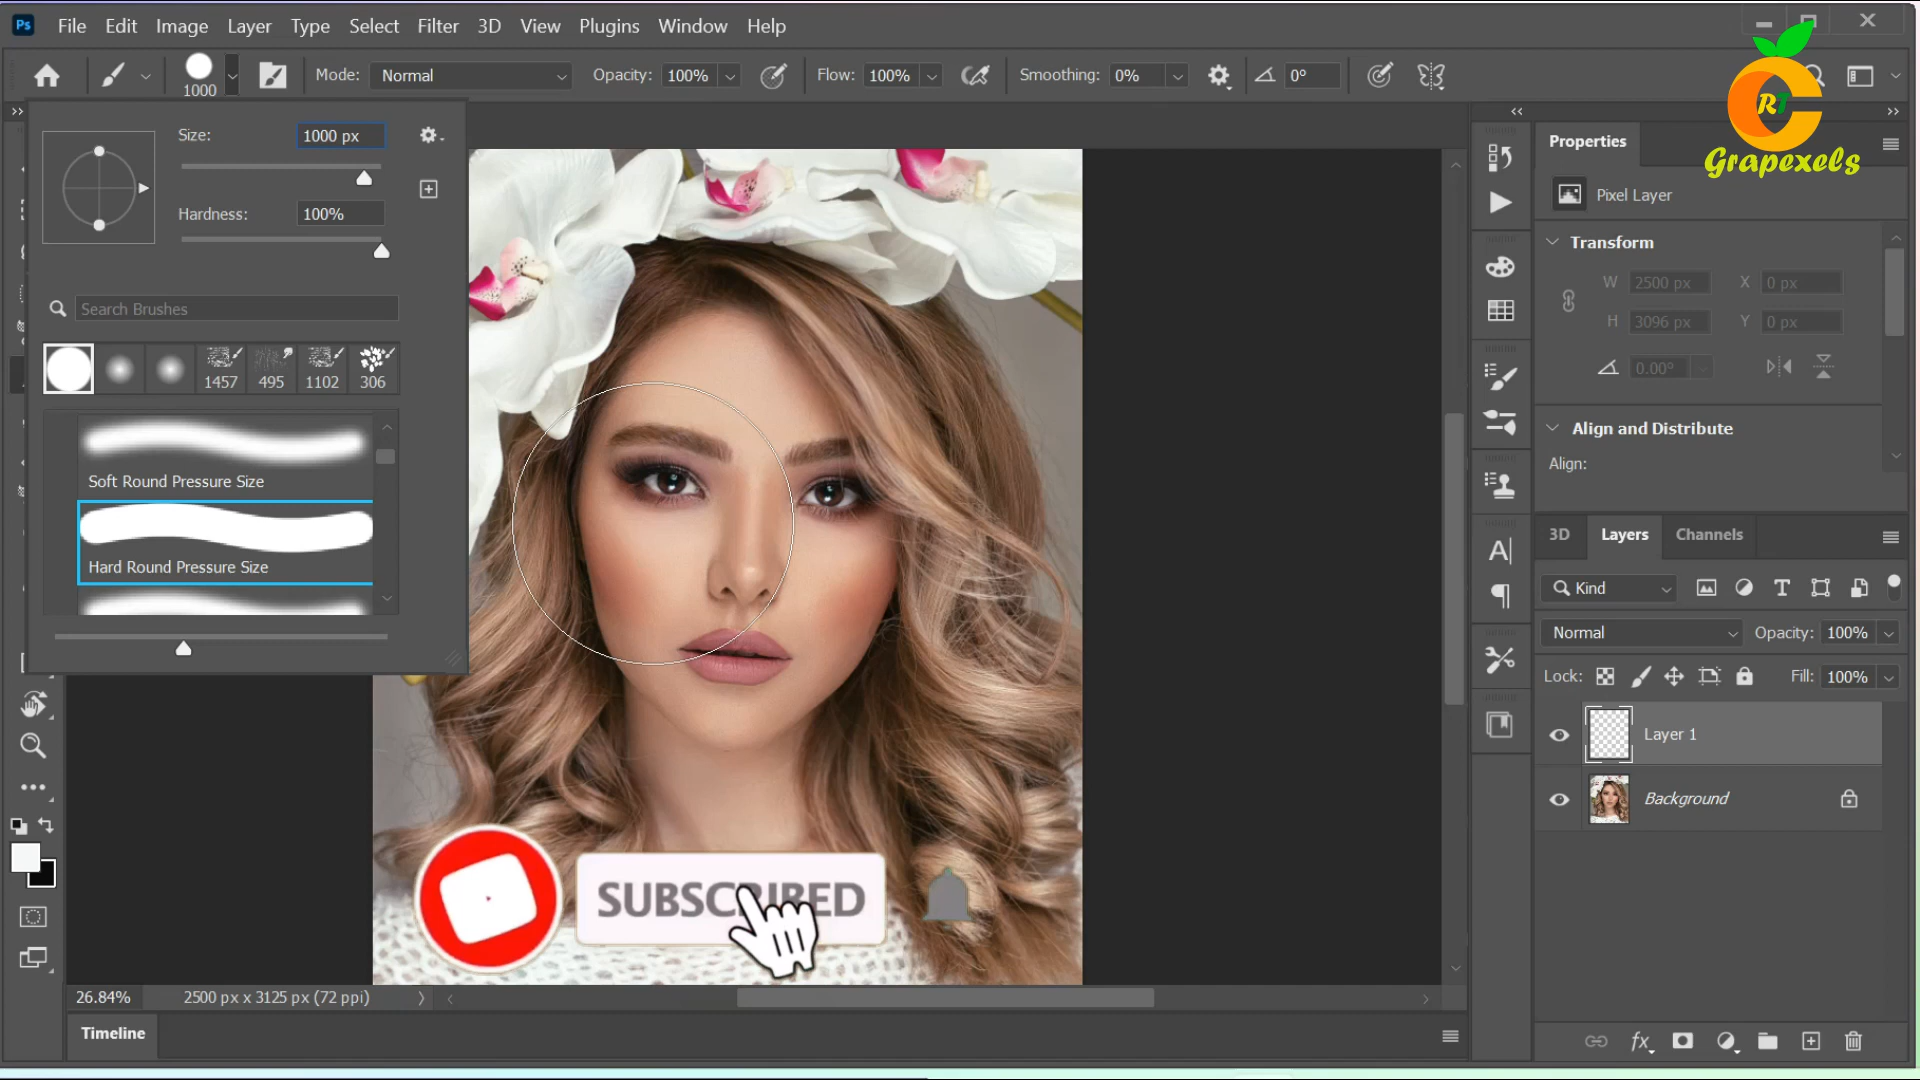 Ps File Edit Image Layer Type Select Filter 3D View Plugins Window Help
1000 Mode: Normal Opacity: 100% Flow: 100% Smoothing: 0% 0°
RT
Grapexels
Size: 1000 px
Hardness: 100%
Search Brushes
1457 495 1102 306
Soft Round Pressure Size
Hard Round Pressure Size
Properties
Pixel Layer
Transform
W 2500 px X 0 px
H 3096 px Y 0 px
0.00°
Align and Distribute
Align:
3D Layers Channels
Kind
Normal Opacity: 100%
Lock: Fill: 100%
Layer 1
Background
fx
SUBSCRIBED
26.84% 2500 px x 3125 px (72 ppi)
Timeline